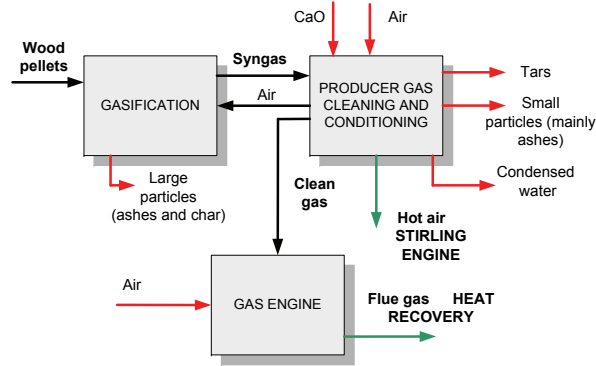 CaO
Air
Wood
pellets
Syngas
Air
GASIFICATION
PRODUCER GAS
CLEANING AND
CONDITIONING
Tars
Small
particles (mainly
ashes)
Large
particles
(ashes and char)
Clean
gas
Condensed
water
Hot air
STIRLING
ENGINE
Air
GAS ENGINE
Flue gas HEAT
RECOVERY